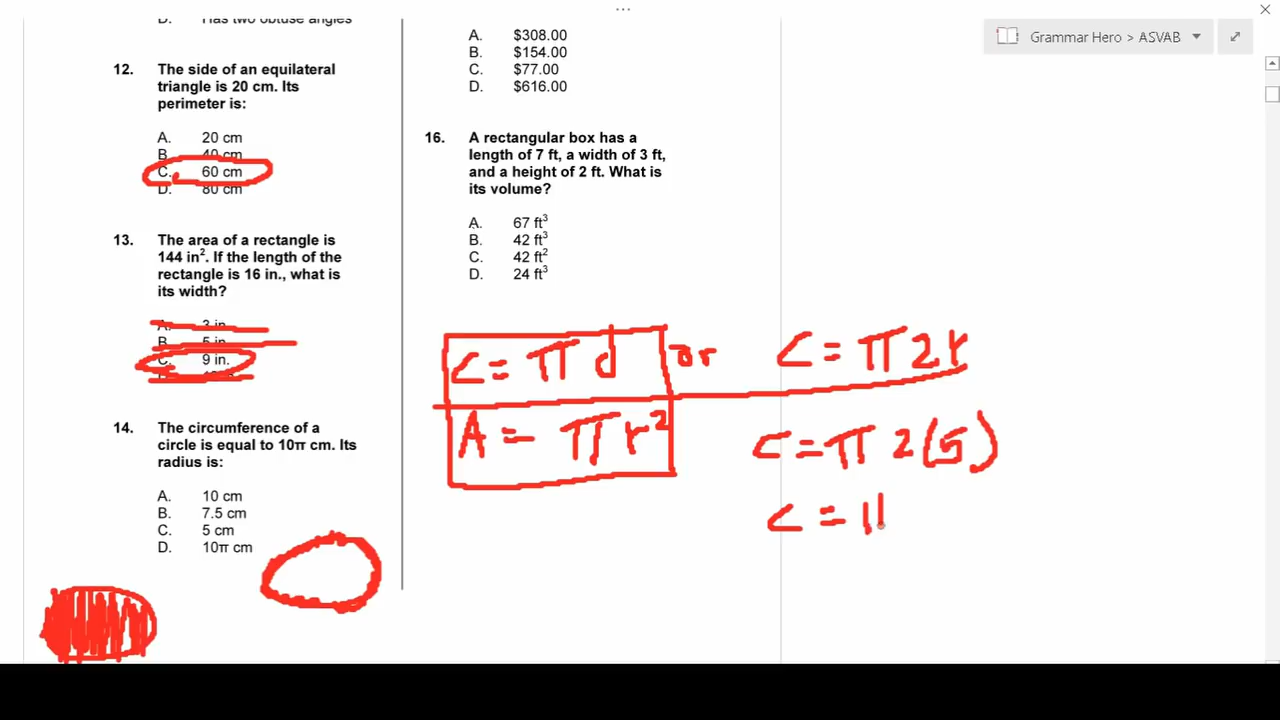 Grammar Hero > ASVAB
D. Has two obtuse angles
12. The side of an equilateral
triangle is 20 cm. Its
perimeter is:
A. 20 cm
B. 40 cm
C. 60 cm
D. 80 cm
13. The area of a rectangle is
144 in². If the length of the
rectangle is 16 in., what is
its width?
A. 3 in.
B. 5 in.
C. 9 in.
14. The circumference of a
circle is equal to 10π cm. Its
radius is:
A. 10 cm
B. 7.5 cm
C. 5 cm
D. 10π cm
A. $308.00
B. $154.00
C. $77.00
D. $616.00
16. A rectangular box has a
length of 7 ft, a width of 3 ft,
and a height of 2 ft. What is
its volume?
A. 67 ft³
B. 42 ft³
C. 42 ft²
D. 24 ft³
C = π d or C = π 2 r
A = π r²
C = π 2 (5)
C = 11